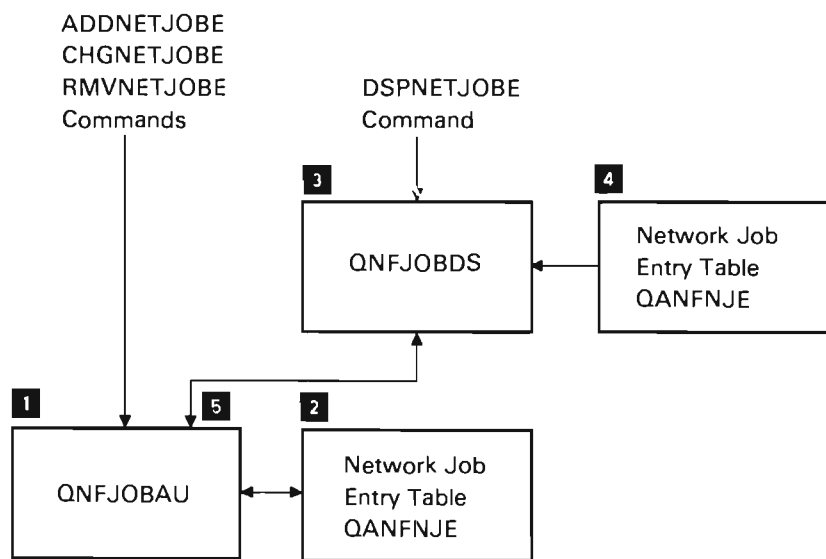 ADDNETJOBE
CHGNETJOBE
RMVNETJOBE
Commands
DSPNETJOBE
Command
3
4
QNFJOBDS
Network Job
Entry Table
QANFNJE
1
5
2
QNFJOBAU
Network Job
Entry Table
QANFNJE